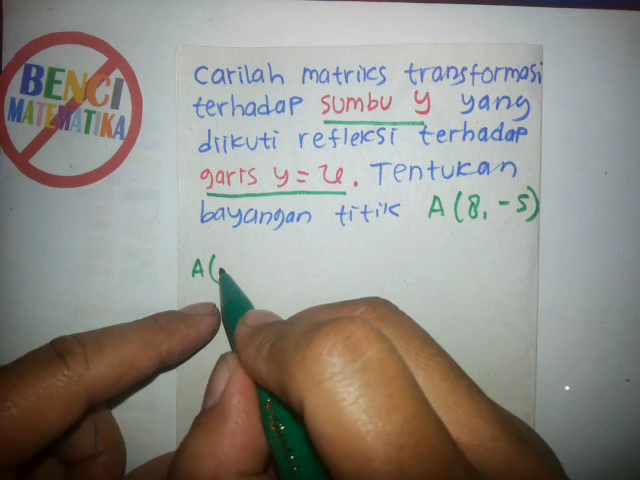 BENCI
MATEMATIKA
Carilah matriks transformasi
terhadap sumbu y yang
diikuti refleksi terhadap
garis y = x. Tentukan
bayangan titik A (8, -5)
A(